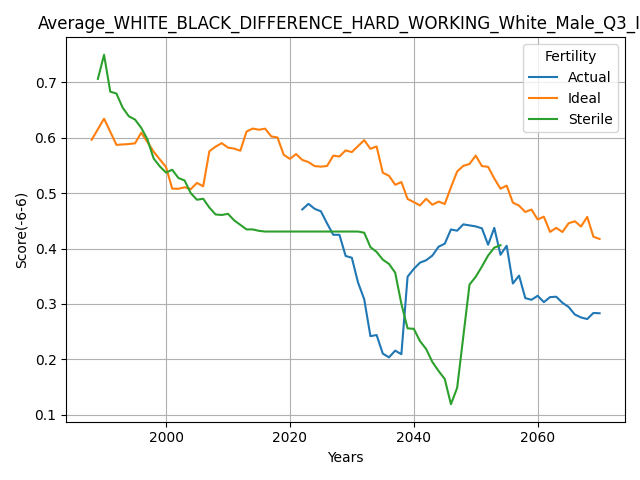 Average_WHITE_BLACK_DIFFERENCE_HARD_WORKING_White_Male_Q3_I
Fertility
Actual
Ideal
Sterile
Score(-6-6)
0.7
0.6
0.5
0.4
0.3
0.2
0.1
2000 2020 2040 2060
Years